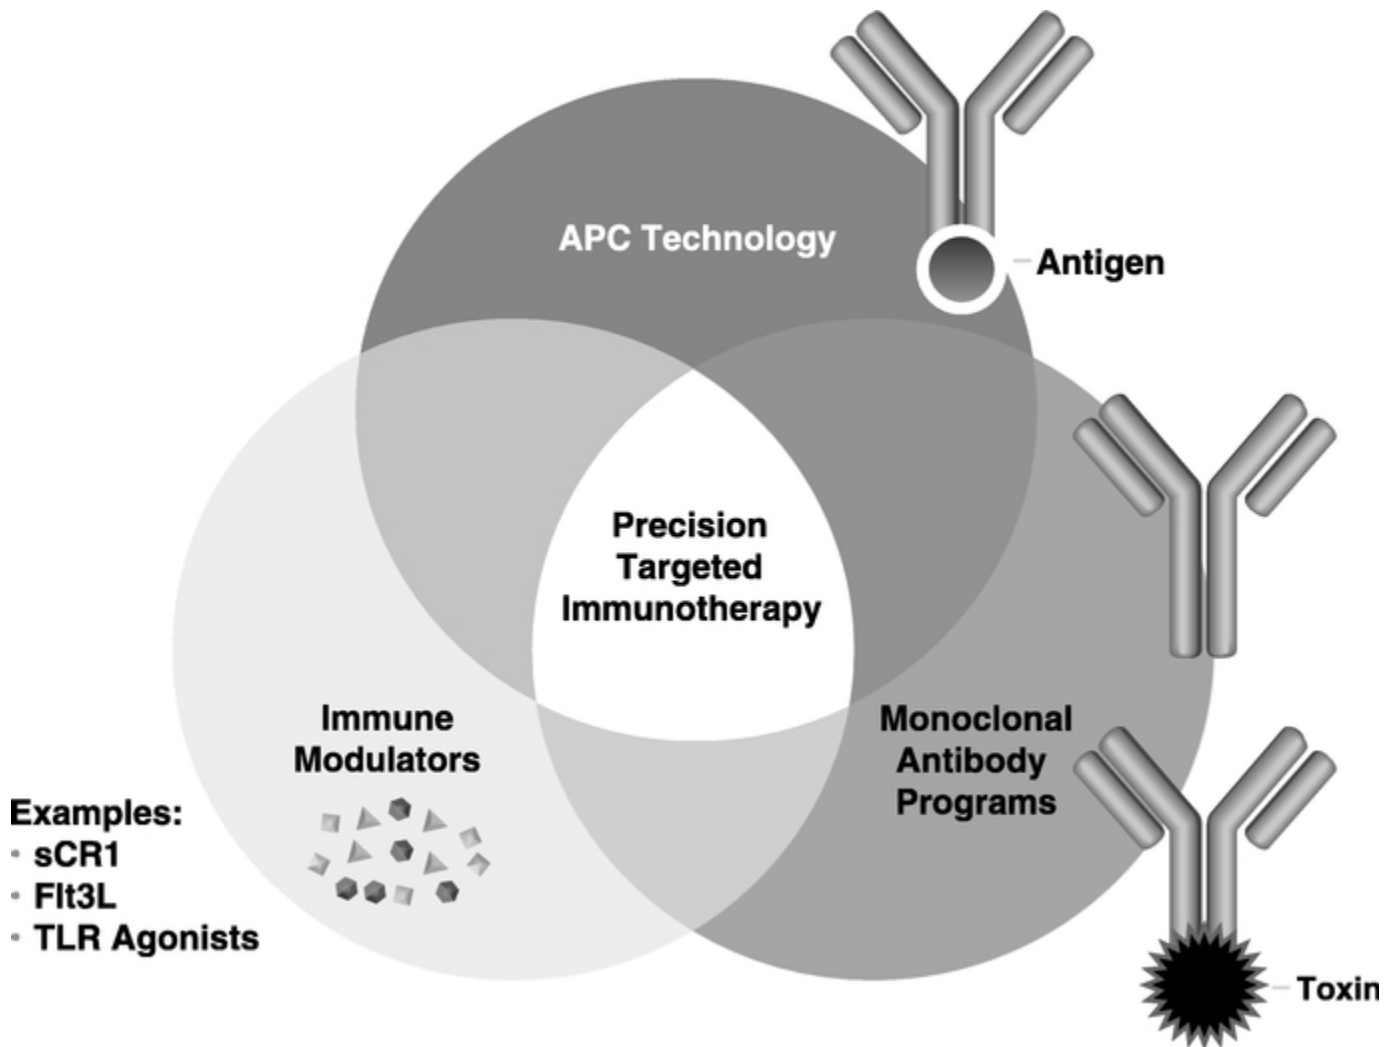 APC Technology
Antigen
Precision
Targeted
Immunotherapy
Immune
Modulators
Monoclonal
Antibody
Programs
Examples:
• sCR1
• Flt3L
• TLR Agonists
Toxin